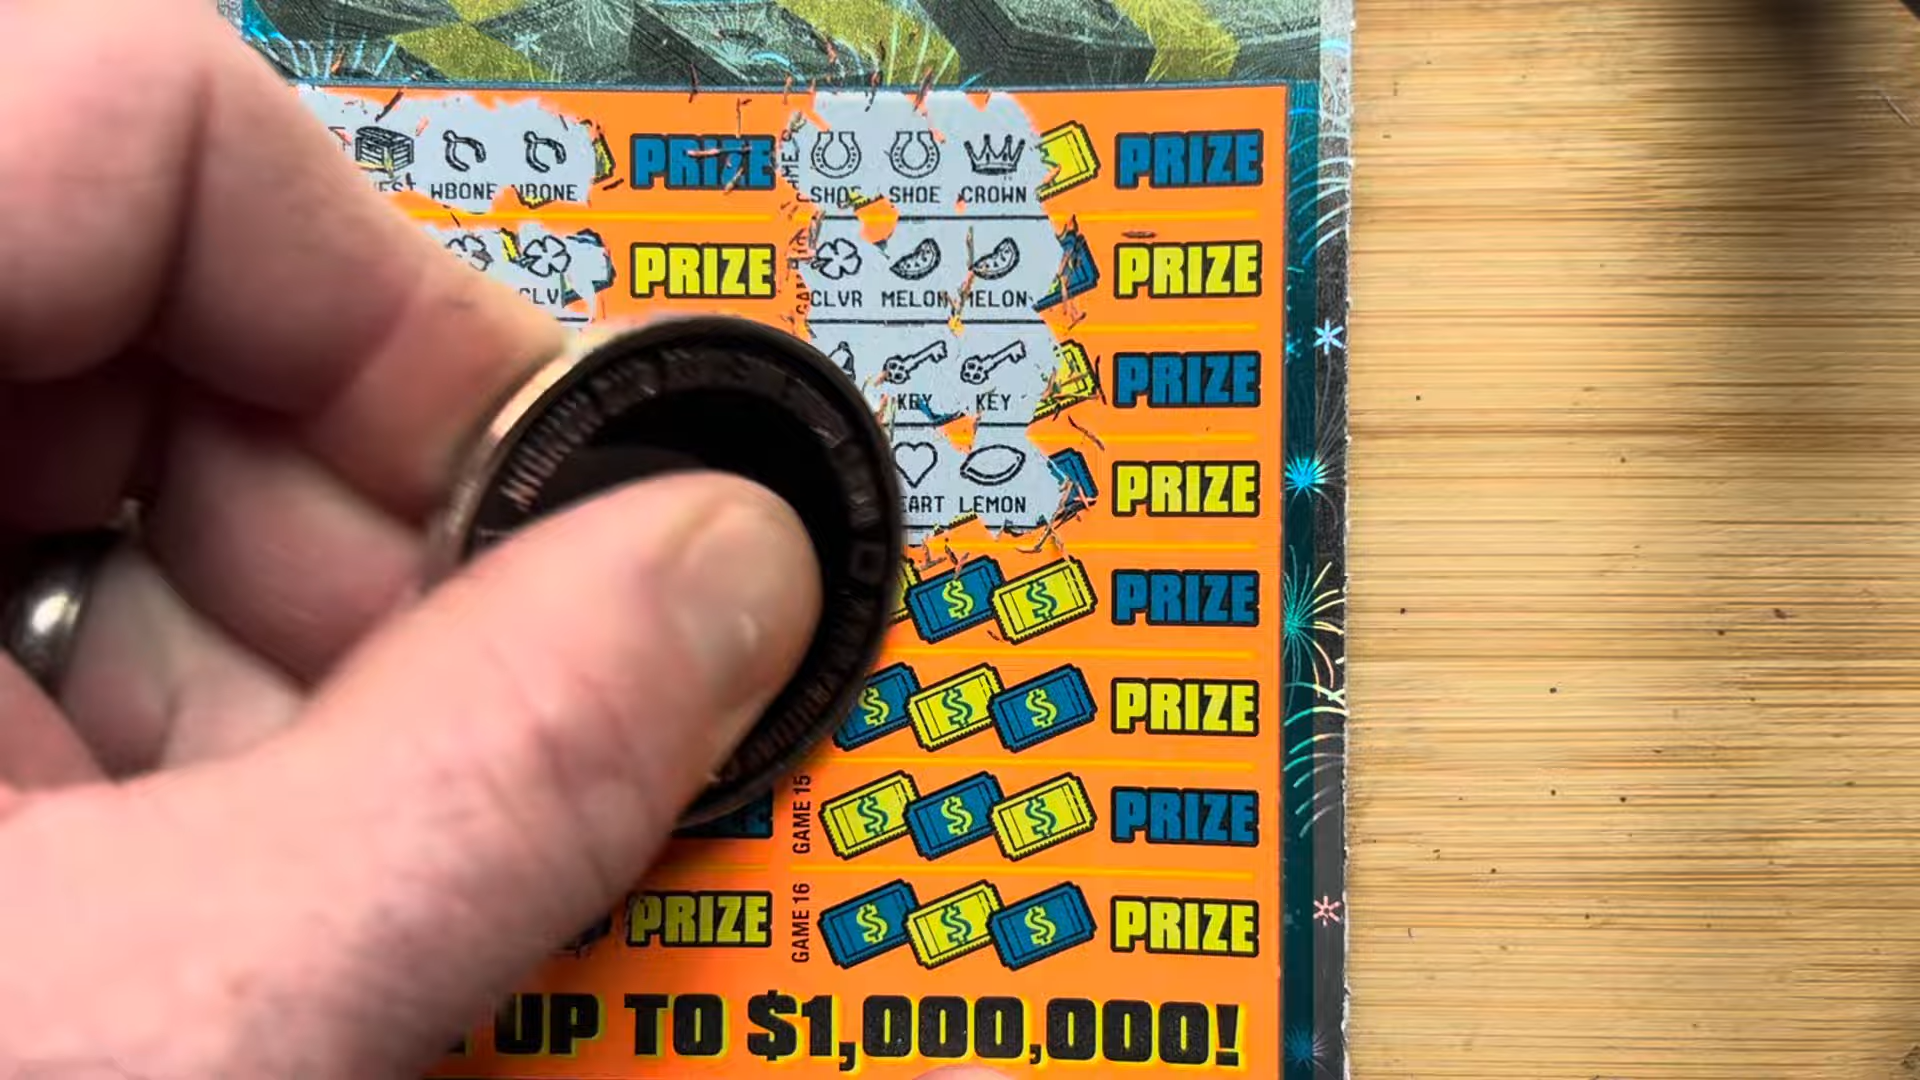 PRIZE PRIZE
WBONE WBONE SHOE SHOE CROWN
PRIZE PRIZE
CLVR MELON MELON
PRIZE
KEY KEY
PRIZE
LEMON
PRIZE
PRIZE
GAME 15 PRIZE
PRIZE GAME 16 PRIZE
UP TO $1,000,000!